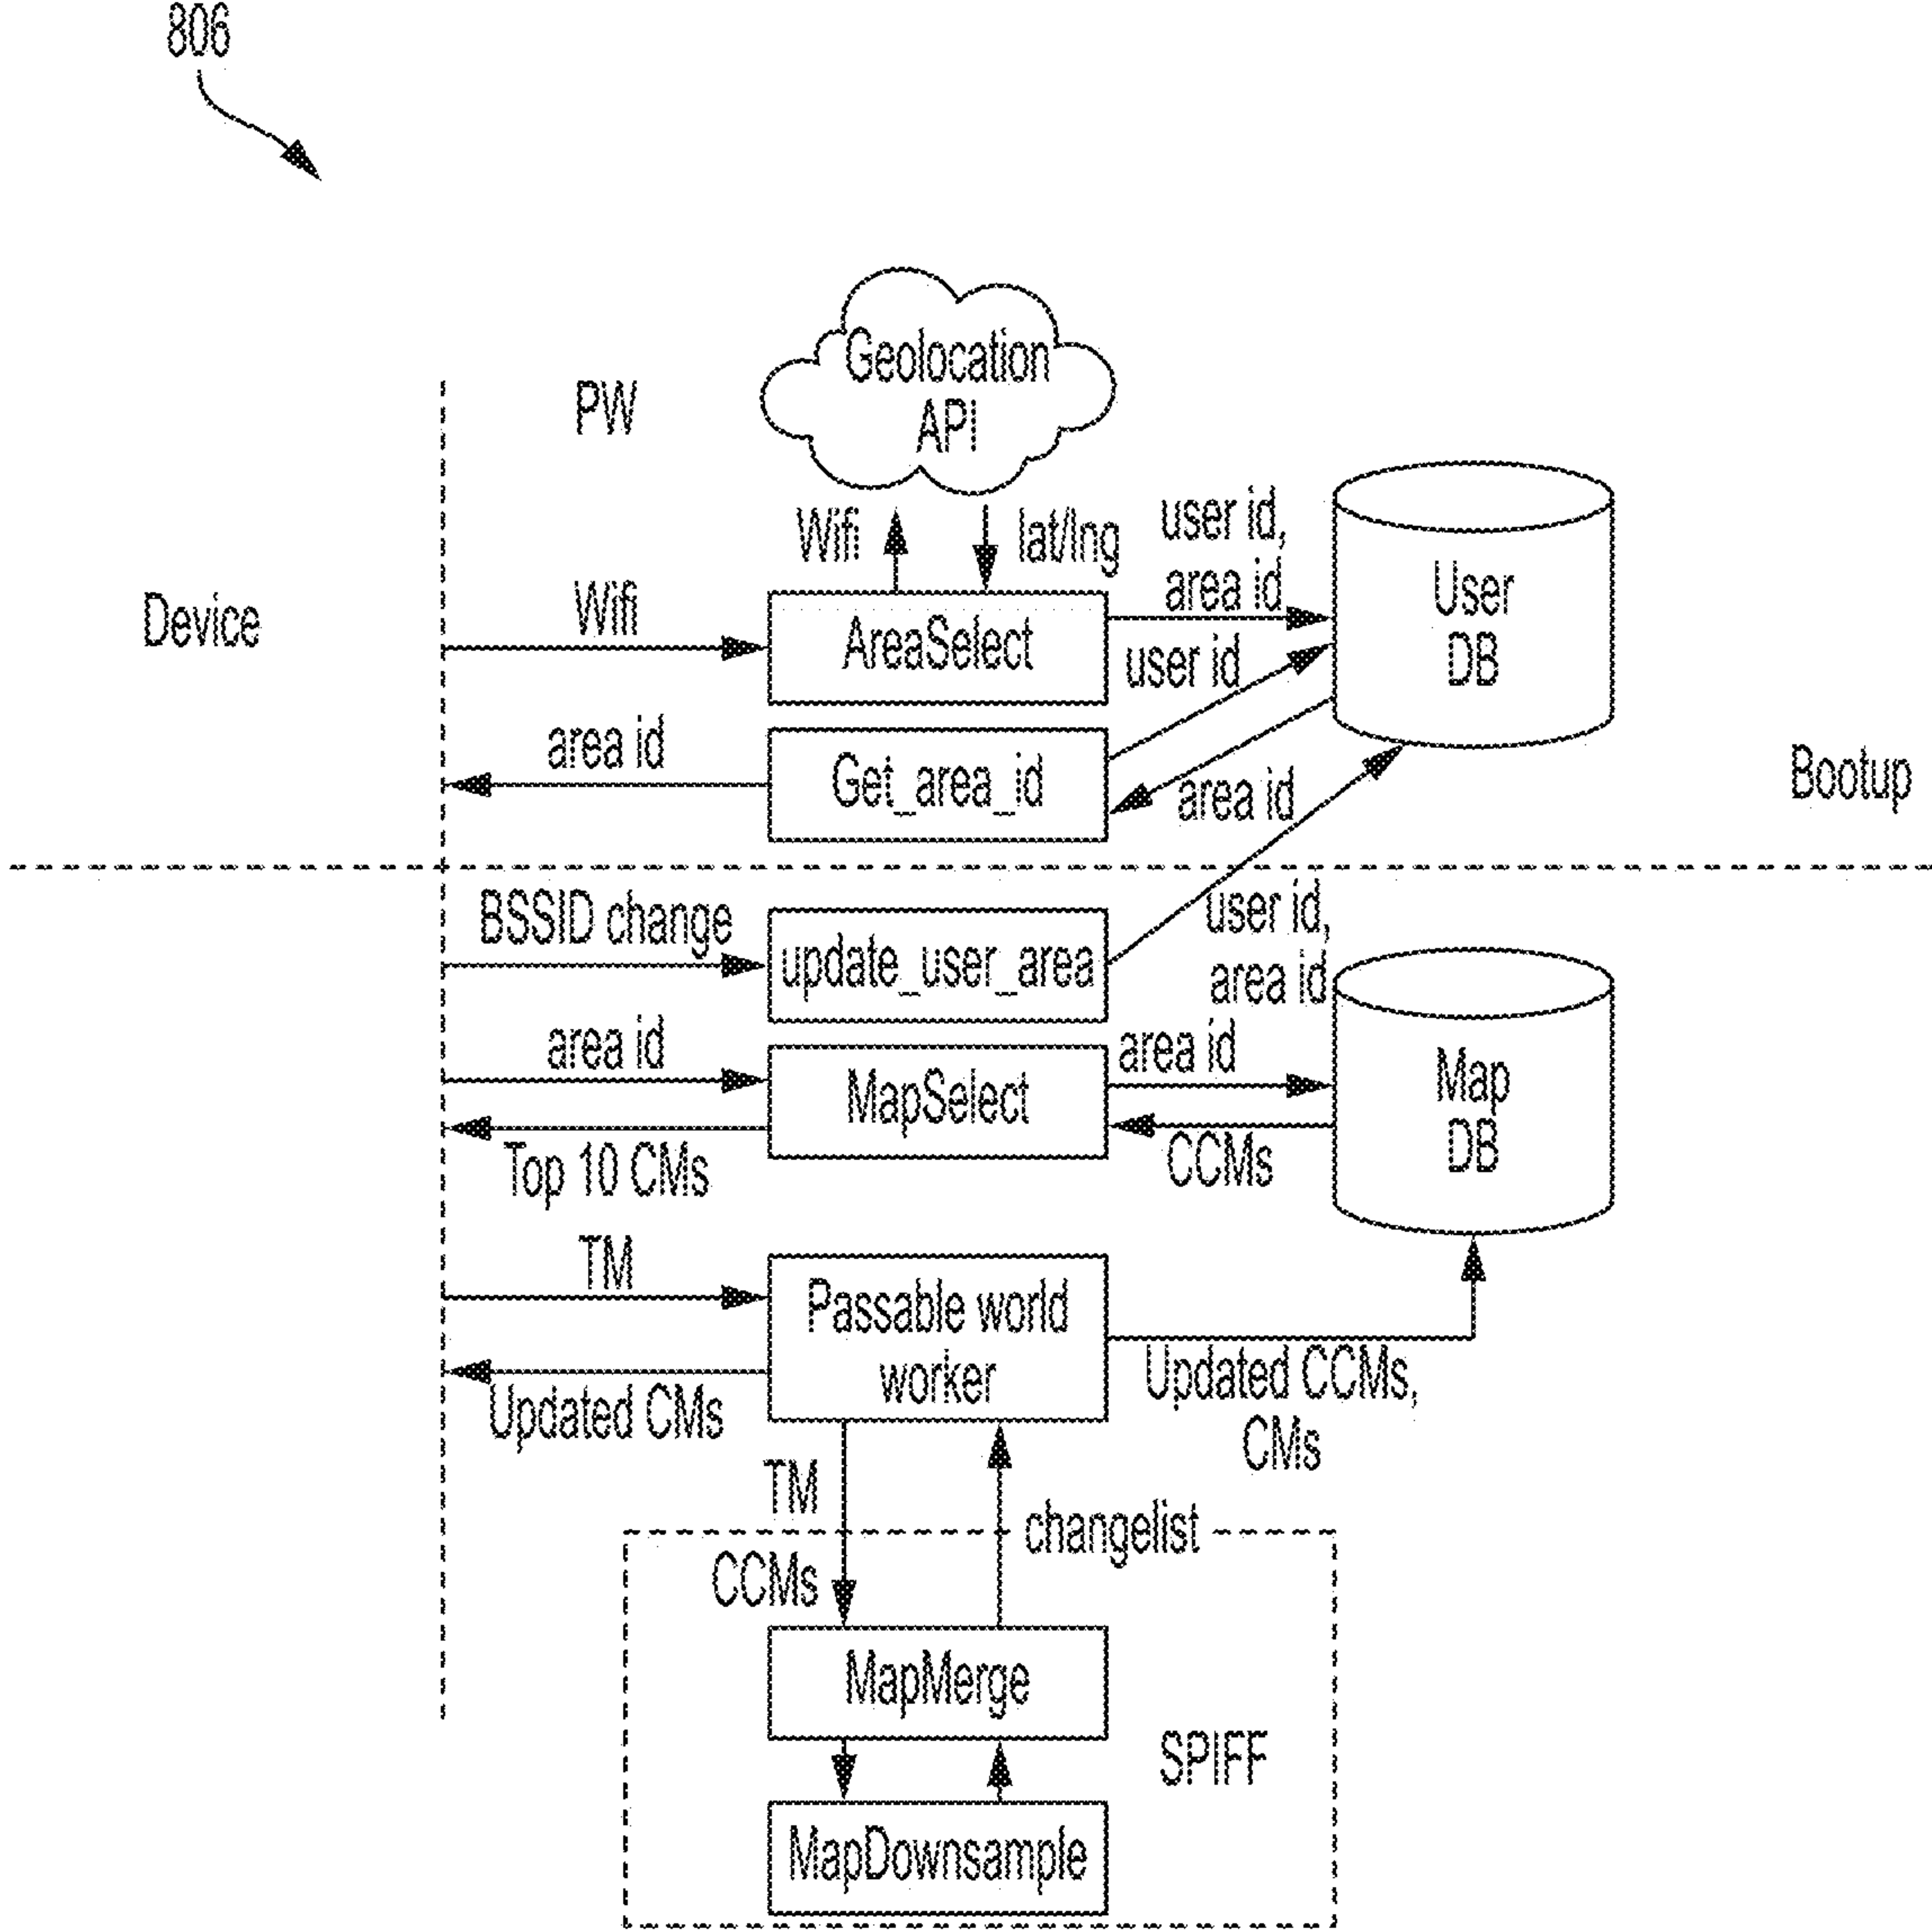 806
Geolocation
API
PW
Wifi
lat/lng
user id,
area id
User
DB
Device
Wifi
AreaSelect
user id
area id
Get_area_id
area id
Bootup
BSSID change
update_user_area
user id,
area id
area id
MapSelect
area id
Map
DB
Top 10 CMs
CCMs
TM
Passable world
worker
Updated CMs
Updated CCMs,
CMs
TM
changelist
CCMs
MapMerge
SPIFF
MapDownsample